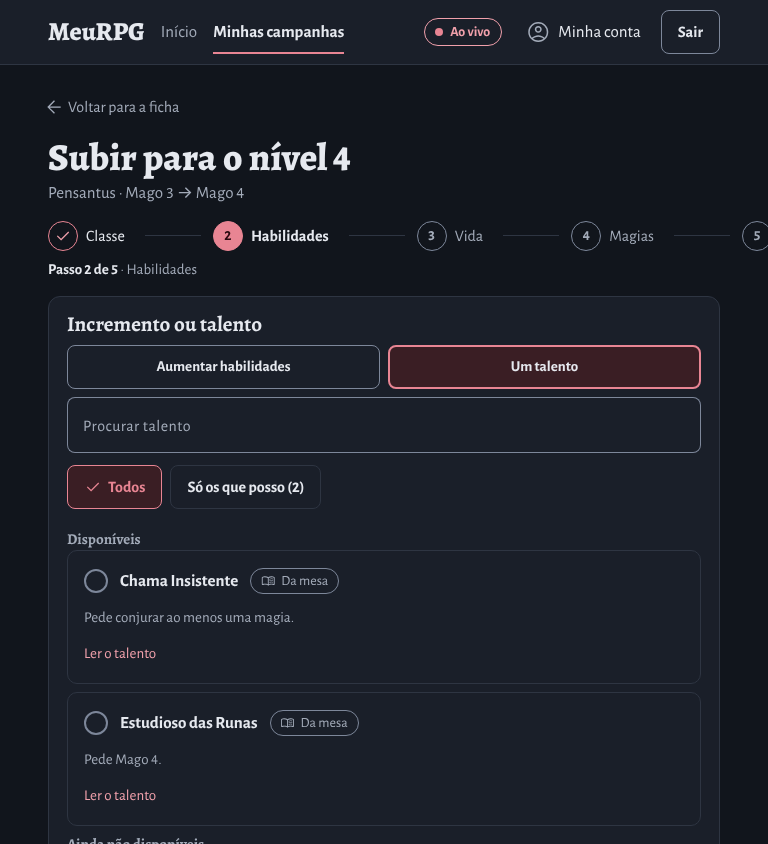 MeuRPG Início Minhas campanhas Ao vivo Minha conta Sair
← Voltar para a ficha
Subir para o nível 4
Pensantus · Mago 3 → Mago 4
Classe 2 Habilidades 3 Vida 4 Magias 5
Passo 2 de 5 · Habilidades
Incremento ou talento
Aumentar habilidades Um talento
Procurar talento
Todos Só os que posso (2)
Disponíveis
Chama Insistente Da mesa
Pede conjurar ao menos uma magia.
Ler o talento
Estudioso das Runas Da mesa
Pede Mago 4.
Ler o talento
Ainda não disponíveis